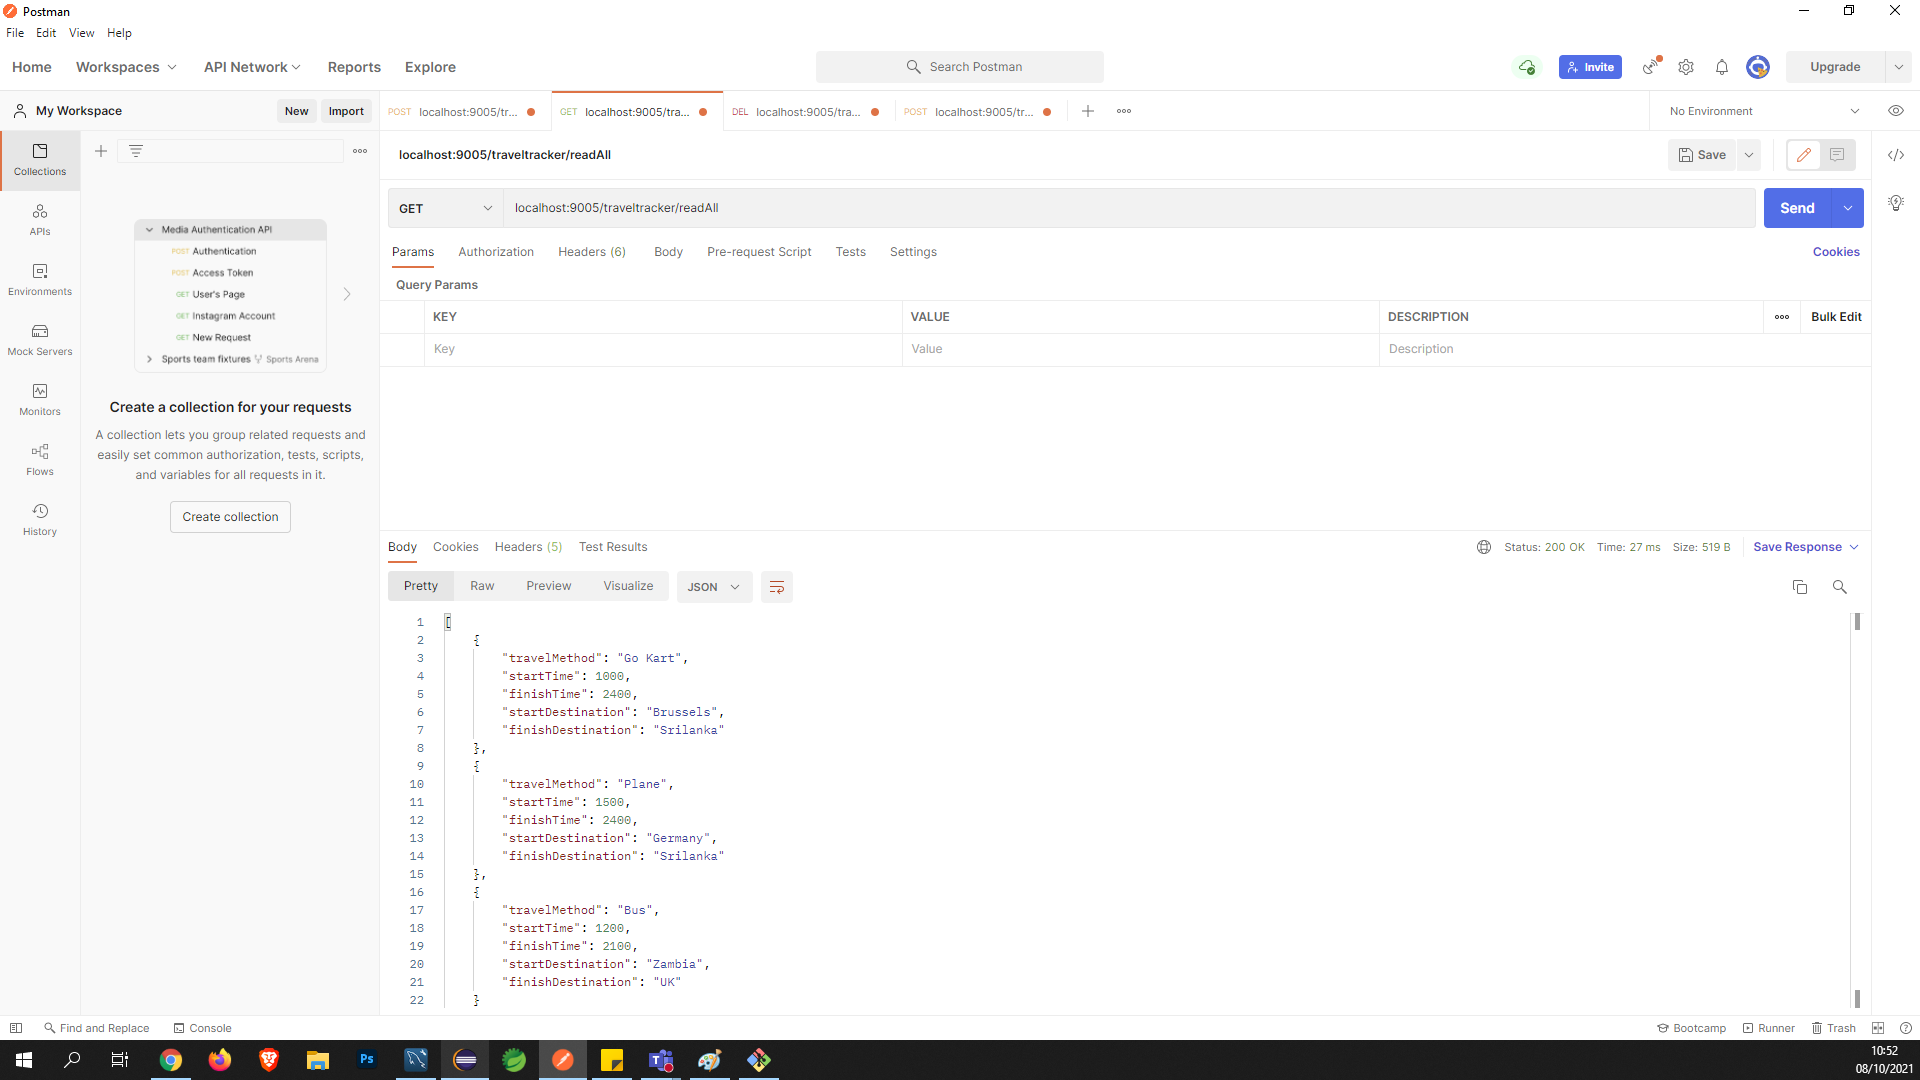 Postman
File Edit View Help
Home Workspaces API Network Reports Explore
Search Postman
Invite
Upgrade
My Workspace
New Import
POST localhost:9005/tr...
GET localhost:9005/tra...
DEL localhost:9005/tra...
POST localhost:9005/tr...
No Environment
Collections
APIs
Environments
Mock Servers
Monitors
Flows
History
Media Authentication API
POST Authentication
POST Access Token
GET User's Page
GET Instagram Account
GET New Request
Sports team fixtures Sports Arena
Create a collection for your requests
A collection lets you group related requests and
easily set common authorization, tests, scripts,
and variables for all requests in it.
Create collection
localhost:9005/traveltracker/readAll
Save
GET localhost:9005/traveltracker/readAll
Send
Params Authorization Headers (6) Body Pre-request Script Tests Settings
Cookies
Query Params
KEY VALUE DESCRIPTION
Bulk Edit
Key Value Description
Body Cookies Headers (5) Test Results
Status: 200 OK Time: 27 ms Size: 519 B Save Response
Pretty Raw Preview Visualize JSON
1 [
2 {
3 "travelMethod": "Go Kart",
4 "startTime": 1000,
5 "finishTime": 2400,
6 "startDestination": "Brussels",
7 "finishDestination": "Srilanka"
8 },
9 {
10 "travelMethod": "Plane",
11 "startTime": 1500,
12 "finishTime": 2400,
13 "startDestination": "Germany",
14 "finishDestination": "Srilanka"
15 },
16 {
17 "travelMethod": "Bus",
18 "startTime": 1200,
19 "finishTime": 2100,
20 "startDestination": "Zambia",
21 "finishDestination": "UK"
22 }
Find and Replace Console
Bootcamp Runner Trash
Ps
10:52
08/10/2021